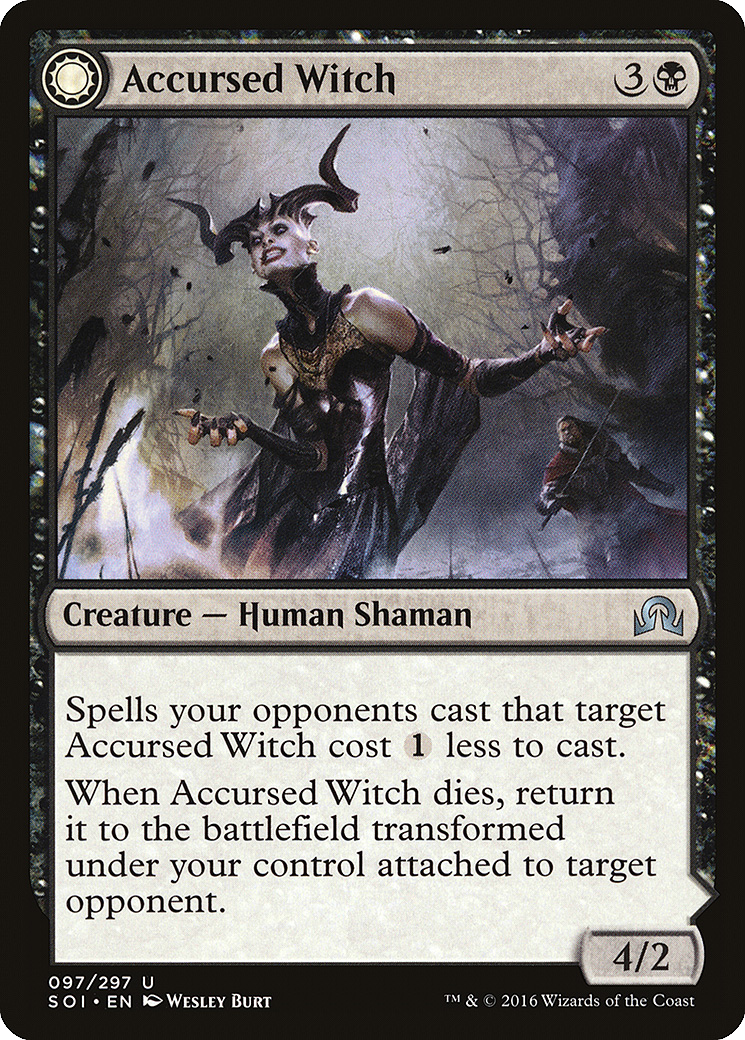 Accursed Witch 3
Creature — Human Shaman
Spells your opponents cast that target
Accursed Witch cost 1 less to cast.
When Accursed Witch dies, return
it to the battlefield transformed
under your control attached to target
opponent.
4/2
097/297 U
SOI • EN Wesley Burt
™ & © 2016 Wizards of the Coast